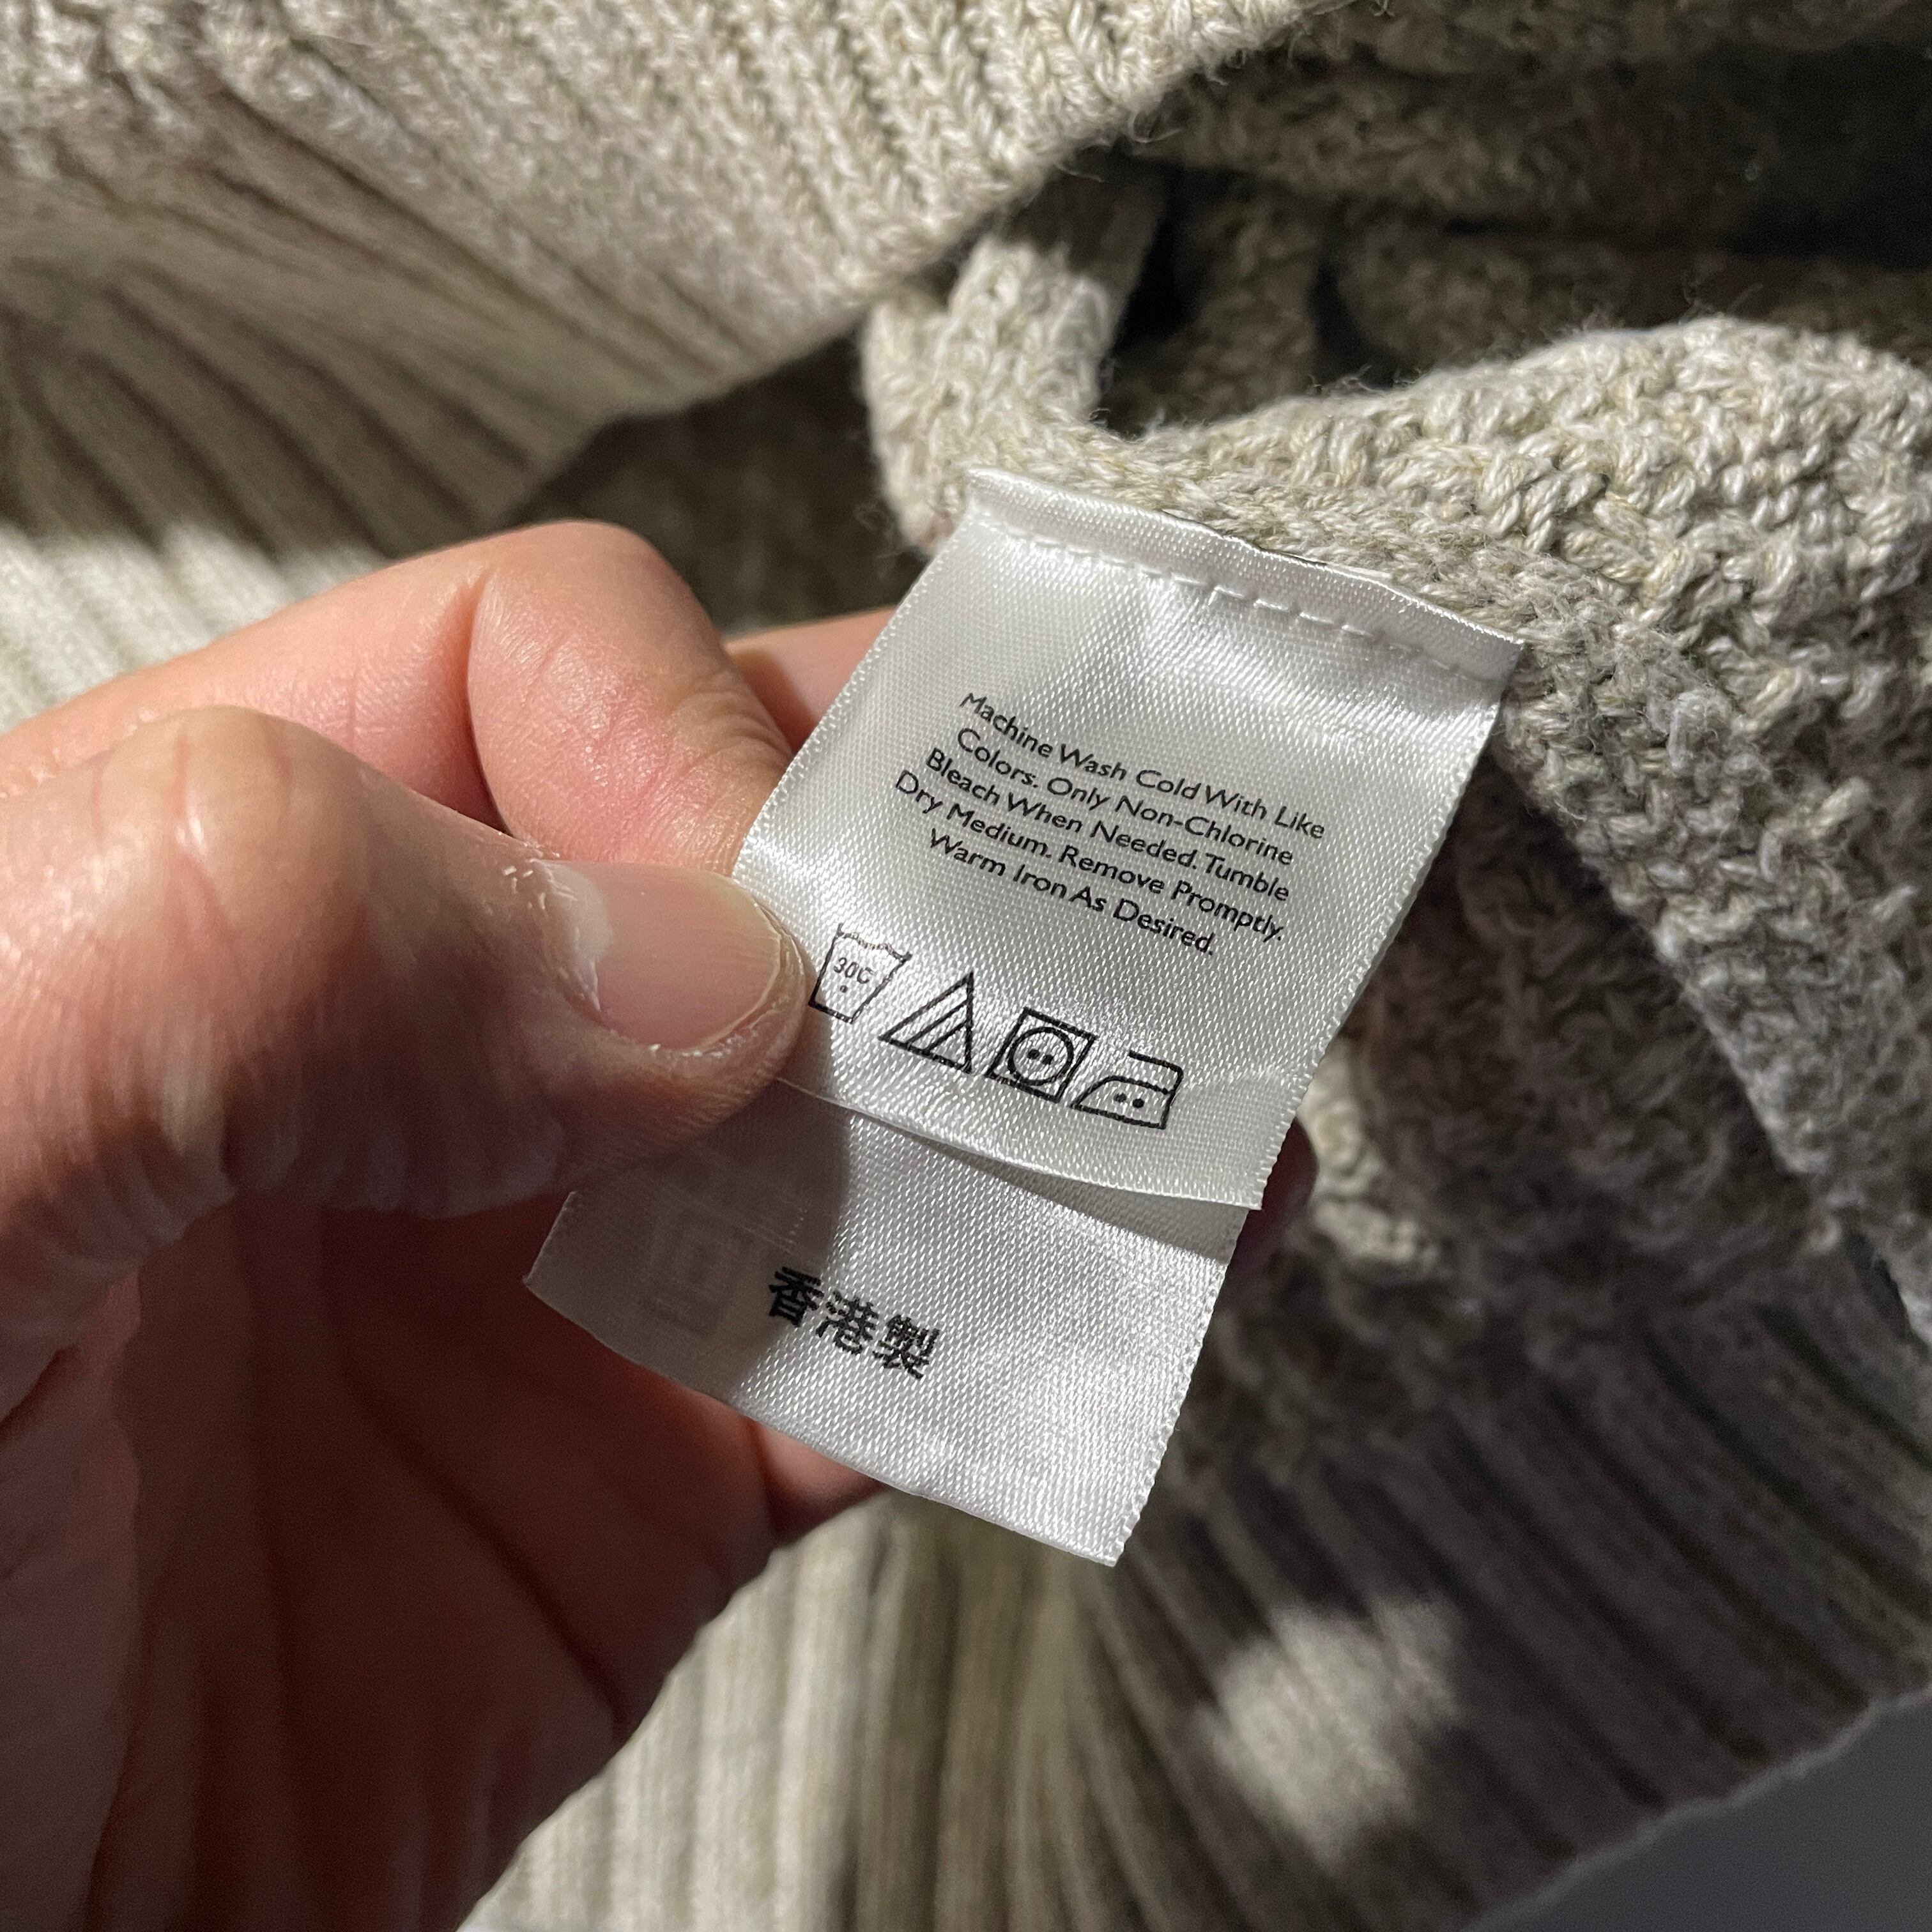 Machine Wash Cold With Like
Colors. Only Non-Chlorine
Bleach When Needed. Tumble
Dry Medium. Remove Promptly.
Warm Iron As Desired.
30C
香港製